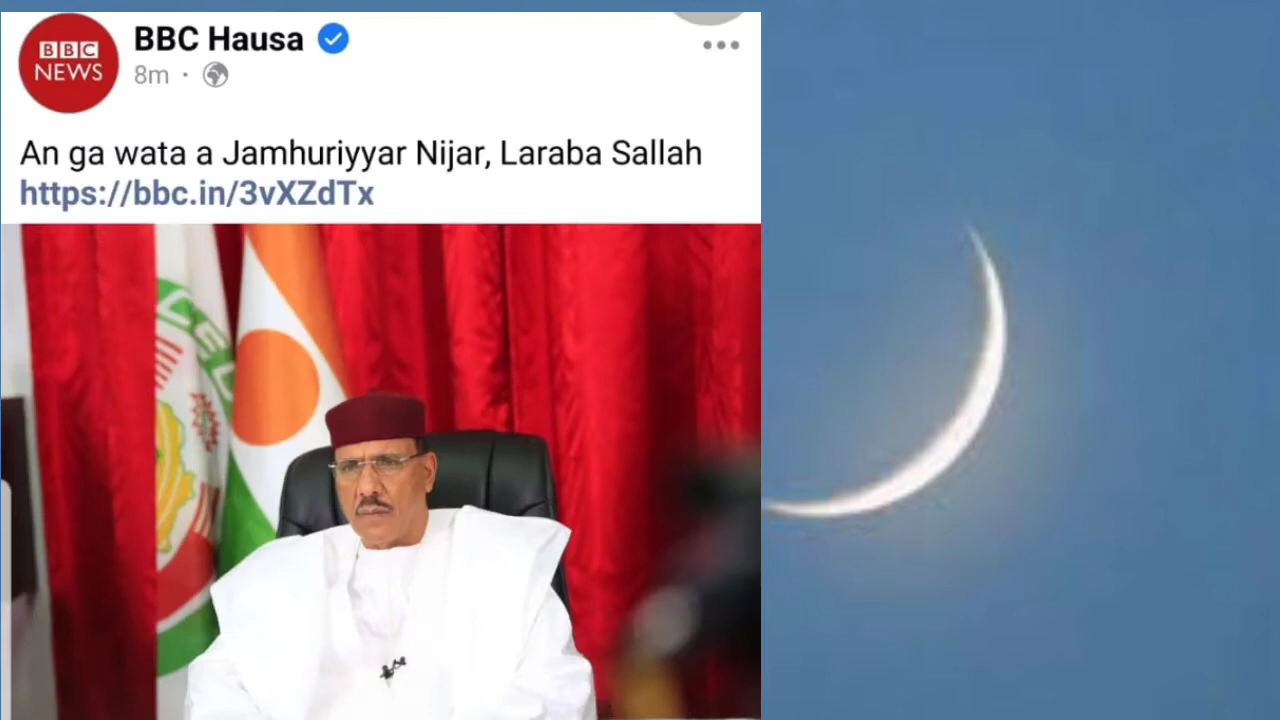 BBC
NEWS
BBC Hausa
8m
An ga wata a Jamhuriyyar Nijar, Laraba Sallah
https://bbc.in/3vXZdTx